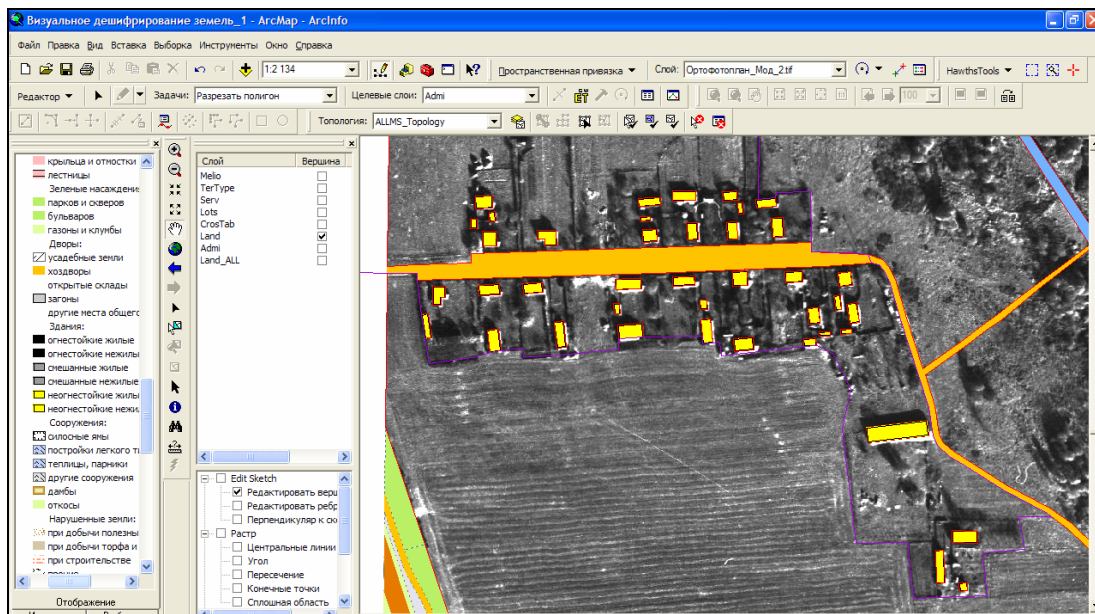 Визуальное дешифрирование земель_1 - ArcMap - ArcInfo
Файл Правка Вид Вставка Выборка Инструменты Окно Справка
1:2 134 Пространственная привязка Слой: Ортофотоплан_Мод_2.tif HawthsTools
Редактор Задачи: Разрезать полигон Целевые слои: Admi 100
Топология: ALLMS_Topology
крыльца и отмостки
лестницы
Зеленые насаждени
парков и скверов
бульваров
газоны и клумбы
Дворы:
усадебные земли
хоздворы
открытые склады
загоны
другие места общег
Здания:
огнестойкие жилые
огнестойкие нежилы
смешанные жилые
смешанные нежилые
неогнестойкие жилы
неогнестойкие нежи
Сооружения:
силосные ямы
постройки легкого т
теплицы, парники
другие сооружения
дамбы
откосы
Нарушенные земли:
при добычи полезны
при добычи торфа и
при строительстве
прочие
Отображение
Слой Вершина
Melio
TerType
Serv
Lots
CrosTab
Land
Admi
Land_ALL
Edit Sketch
Редактировать верш
Редактировать ребр
Перпендикуляр к ск
Растр
Центральные линии
Угол
Пересечение
Конечные точки
Сплошная область